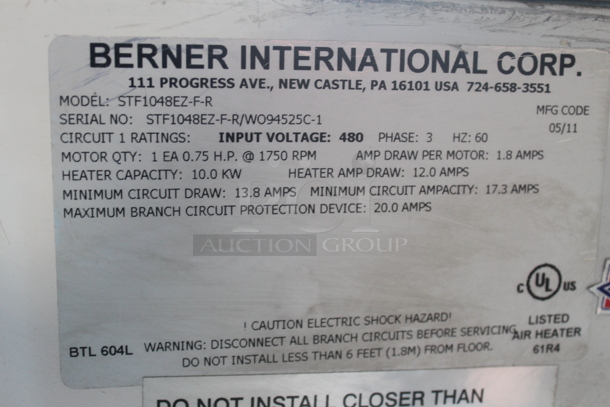 BERNER INTERNATIONAL CORP.
111 PROGRESS AVE., NEW CASTLE, PA 16101 USA 724-658-3551
MODEL: STF1048EZ-F-R
MFG CODE
SERIAL NO: STF1048EZ-F-R/WO94525C-1
05/11
CIRCUIT 1 RATINGS: INPUT VOLTAGE: 480 PHASE: 3 HZ: 60
MOTOR QTY: 1 EA 0.75 H.P. @ 1750 RPM AMP DRAW PER MOTOR: 1.8 AMPS
HEATER CAPACITY: 10.0 KW HEATER AMP DRAW: 12.0 AMPS
MINIMUM CIRCUIT DRAW: 13.8 AMPS MINIMUM CIRCUIT AMPACITY: 17.3 AMPS
MAXIMUM BRANCH CIRCUIT PROTECTION DEVICE: 20.0 AMPS
AUCTION GROUP
C UL US
! CAUTION ELECTRIC SHOCK HAZARD!
LISTED
BTL 604L WARNING: DISCONNECT ALL BRANCH CIRCUITS BEFORE SERVICING
AIR HEATER
DO NOT INSTALL LESS THAN 6 FEET (1.8M) FROM FLOOR.
61R4
DO NOT INSTALL CLOSER THAN